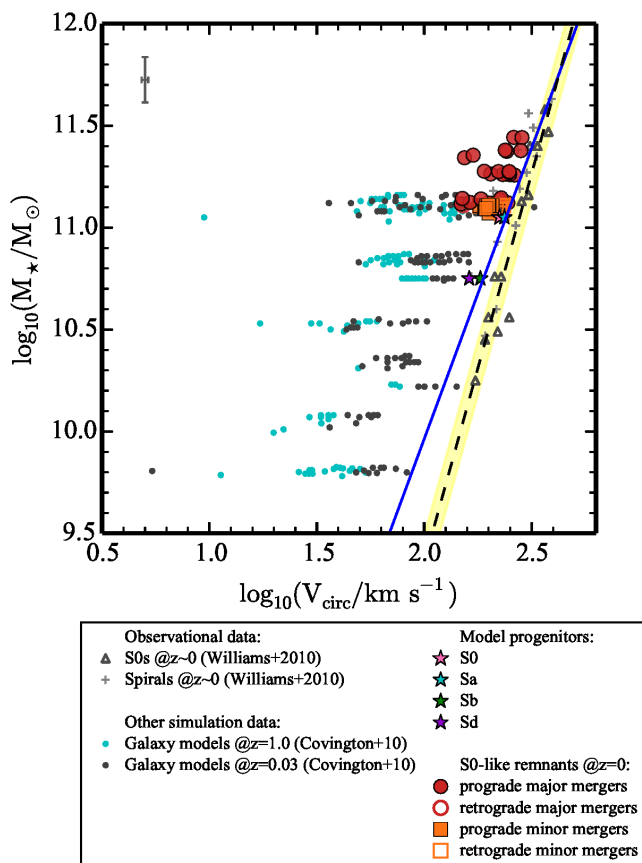 12.0
11.5
11.0
10.5
10.0
9.5
log10(M★/M⊙)
0.5 1.0 1.5 2.0 2.5
log10(Vcirc/km s⁻¹)
Observational data:
S0s @z~0 (Williams+2010)
Spirals @z~0 (Williams+2010)
Other simulation data:
Galaxy models @z=1.0 (Covington+10)
Galaxy models @z=0.03 (Covington+10)
Model progenitors:
S0
Sa
Sb
Sd
S0-like remnants @z=0:
prograde major mergers
retrograde major mergers
prograde minor mergers
retrograde minor mergers